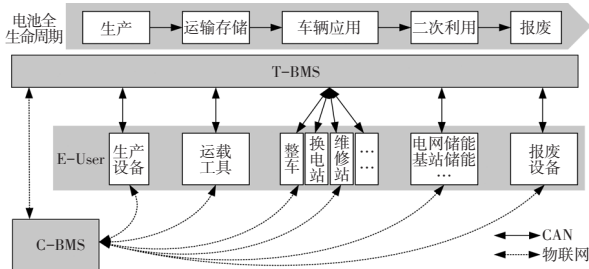 电池全
生命周期
生产
运输存储
车辆应用
二次利用
报废
T-BMS
E-User
生产
设备
运载
工具
整车
换电站
维修站
……
电网储能
基站储能
…
报废
设备
C-BMS
CAN
物联网